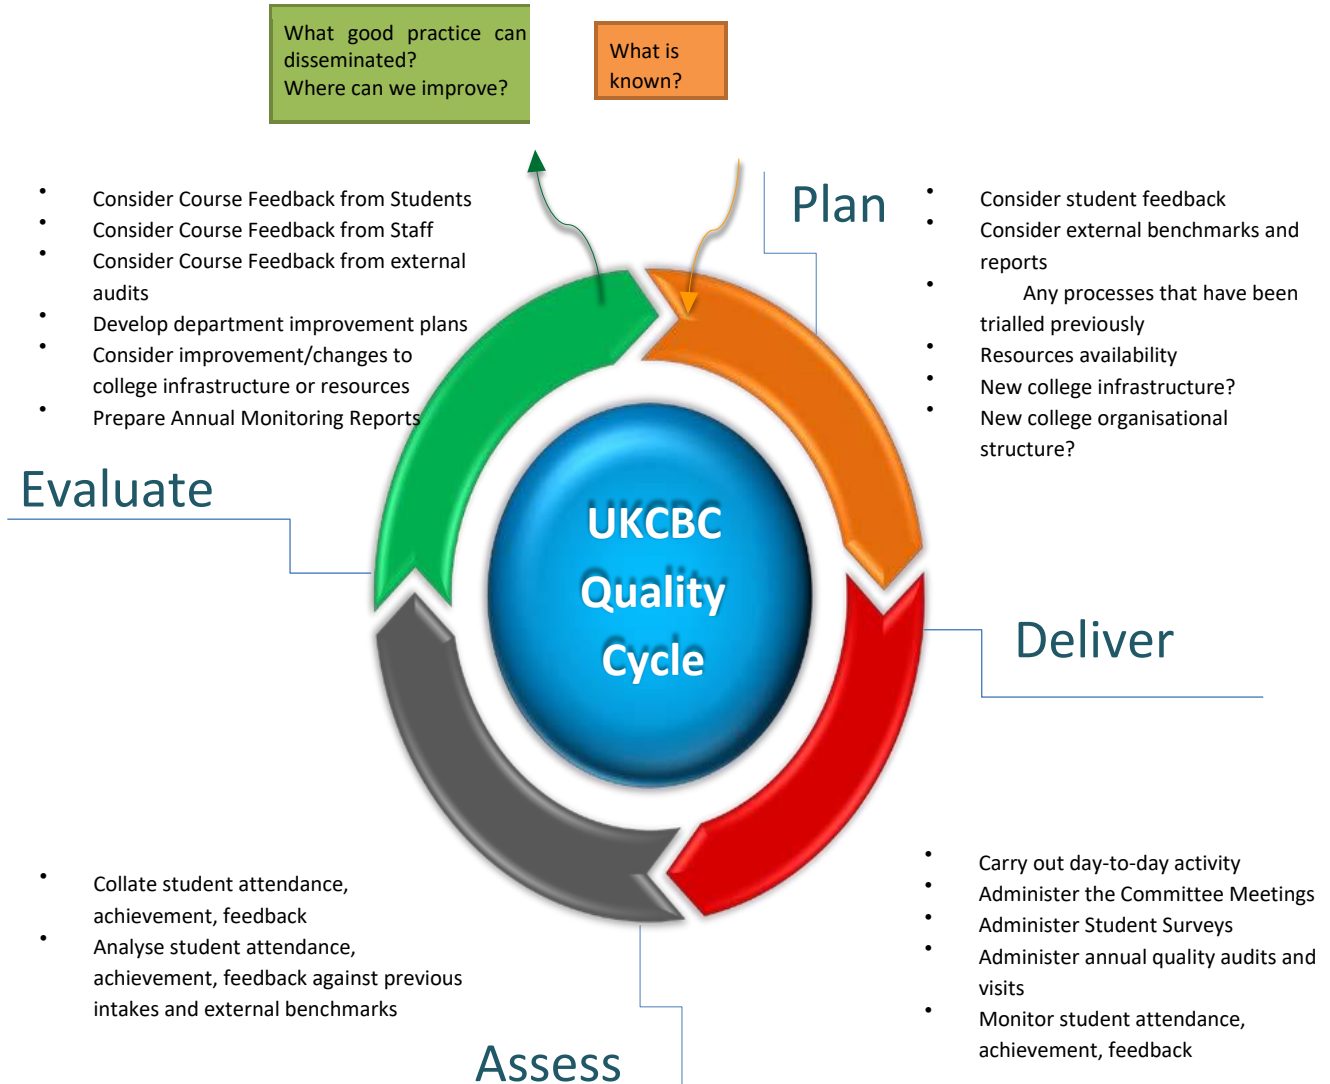 What good practice can
disseminated?
Where can we improve?
What is
known?
• Consider Course Feedback from Students
• Consider Course Feedback from Staff
• Consider Course Feedback from external
audits
• Develop department improvement plans
• Consider improvement/changes to
college infrastructure or resources
• Prepare Annual Monitoring Reports
Plan
• Consider student feedback
• Consider external benchmarks and
reports
• Any processes that have been
trialled previously
• Resources availability
• New college infrastructure?
• New college organisational
structure?
Evaluate
UKCBC
Quality
Cycle
Deliver
• Collate student attendance,
achievement, feedback
• Analyse student attendance,
achievement, feedback against previous
intakes and external benchmarks
• Carry out day-to-day activity
• Administer the Committee Meetings
• Administer Student Surveys
• Administer annual quality audits and
visits
• Monitor student attendance,
achievement, feedback
Assess